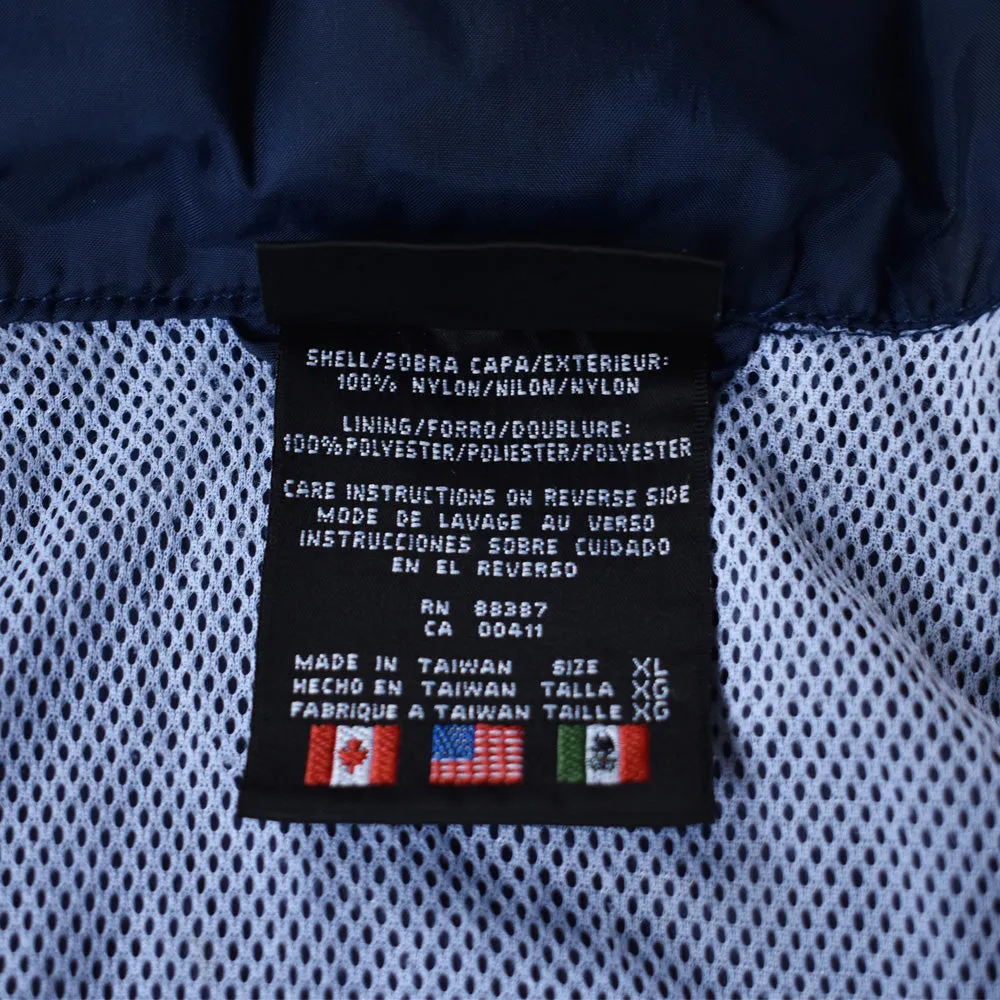 SHELL/SOBRA CAPA/EXTERIEUR:
100% NYLON/NILON/NYLON
LINING/FORRO/DOUBLURE:
100% POLYESTER/POLIESTER/POLYESTER
CARE INSTRUCTIONS ON REVERSE SIDE
MODE DE LAVAGE AU VERSO
INSTRUCCIONES SOBRE CUIDADO
EN EL REVERSO
RN 88387
CA 00411
MADE IN TAIWAN SIZE XL
HECHO EN TAIWAN TALLA XG
FABRIQUE A TAIWAN TAILLE XG